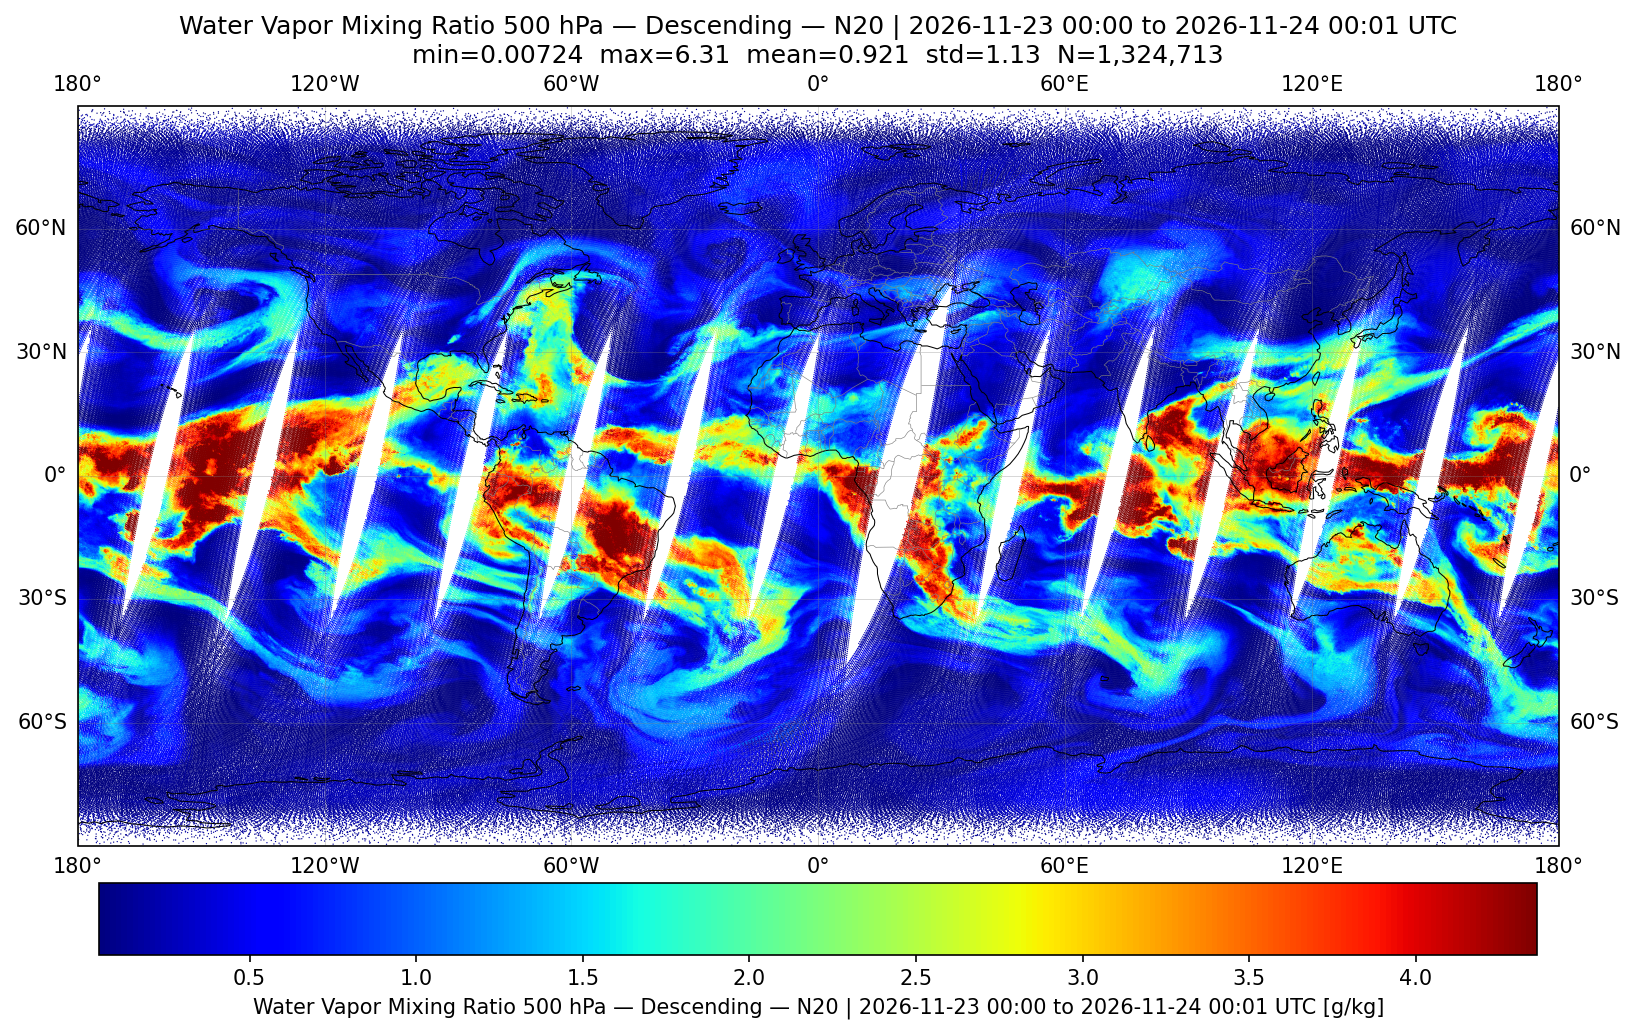 Water Vapor Mixing Ratio 500 hPa — Descending — N20 | 2026-11-23 00:00 to 2026-11-24 00:01 UTC
min=0.00724 max=6.31 mean=0.921 std=1.13 N=1,324,713
180° 120°W 60°W 0° 60°E 120°E 180°
60°N 60°N
30°N 30°N
0° 0°
30°S 30°S
60°S 60°S
180° 120°W 60°W 0° 60°E 120°E 180°
0.5 1.0 1.5 2.0 2.5 3.0 3.5 4.0
Water Vapor Mixing Ratio 500 hPa — Descending — N20 | 2026-11-23 00:00 to 2026-11-24 00:01 UTC [g/kg]